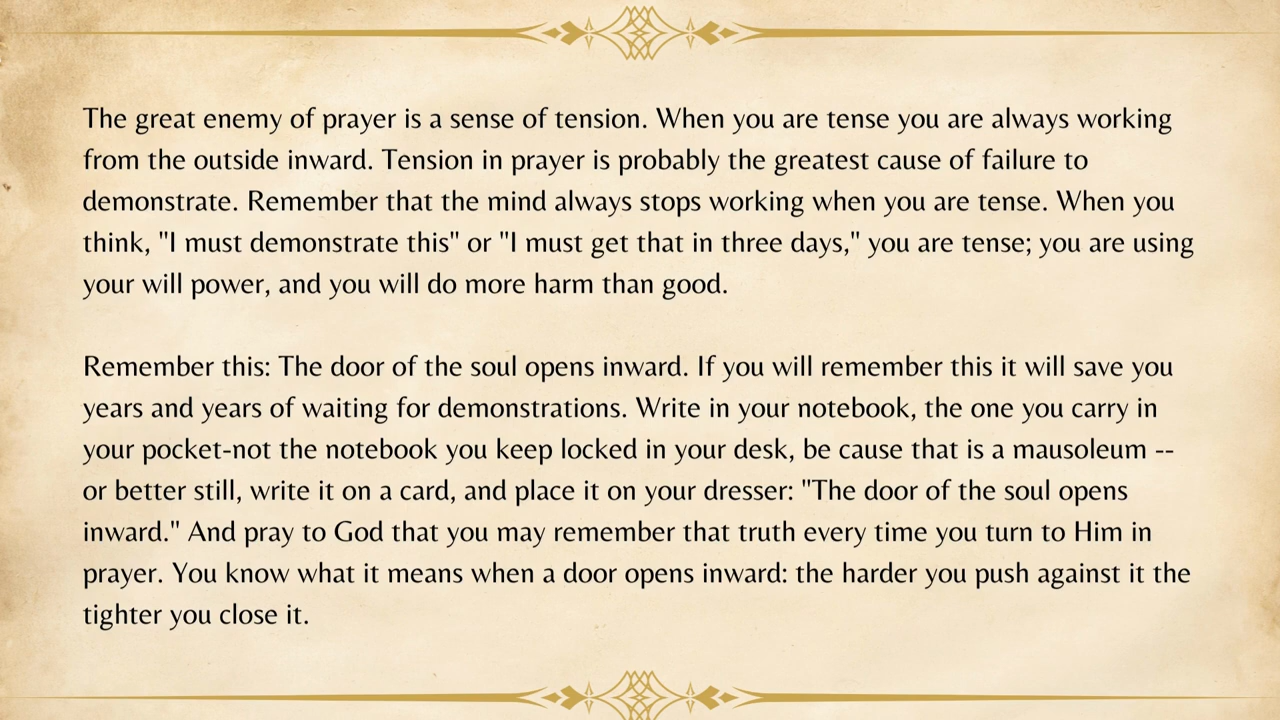 The great enemy of prayer is a sense of tension. When you are tense you are always working
from the outside inward. Tension in prayer is probably the greatest cause of failure to
demonstrate. Remember that the mind always stops working when you are tense. When you
think, "I must demonstrate this" or "I must get that in three days," you are tense; you are using
your will power, and you will do more harm than good.
Remember this: The door of the soul opens inward. If you will remember this it will save you
years and years of waiting for demonstrations. Write in your notebook, the one you carry in
your pocket-not the notebook you keep locked in your desk, be cause that is a mausoleum --
or better still, write it on a card, and place it on your dresser: "The door of the soul opens
inward." And pray to God that you may remember that truth every time you turn to Him in
prayer. You know what it means when a door opens inward: the harder you push against it the
tighter you close it.